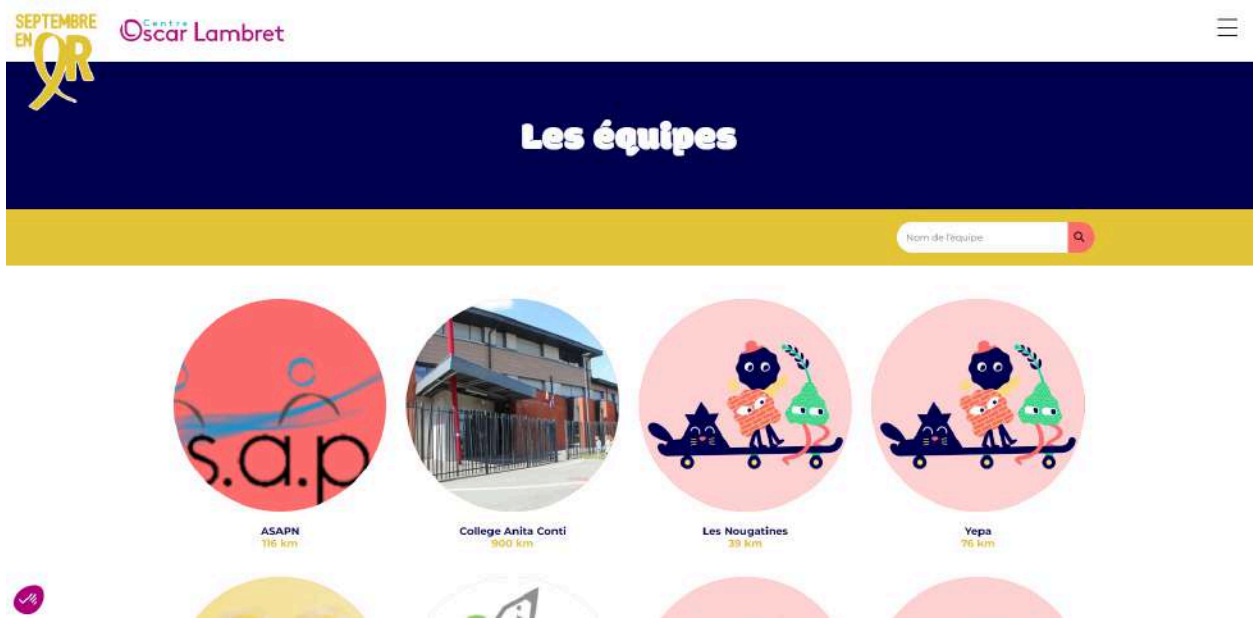 SEPTEMBRE
EN OR
Centre
Oscar Lambret
Les équipes
Nom de l'équipe
s.a.p
ASAPN
116 km
College Anita Conti
900 km
Les Nougatines
39 km
Yepa
76 km